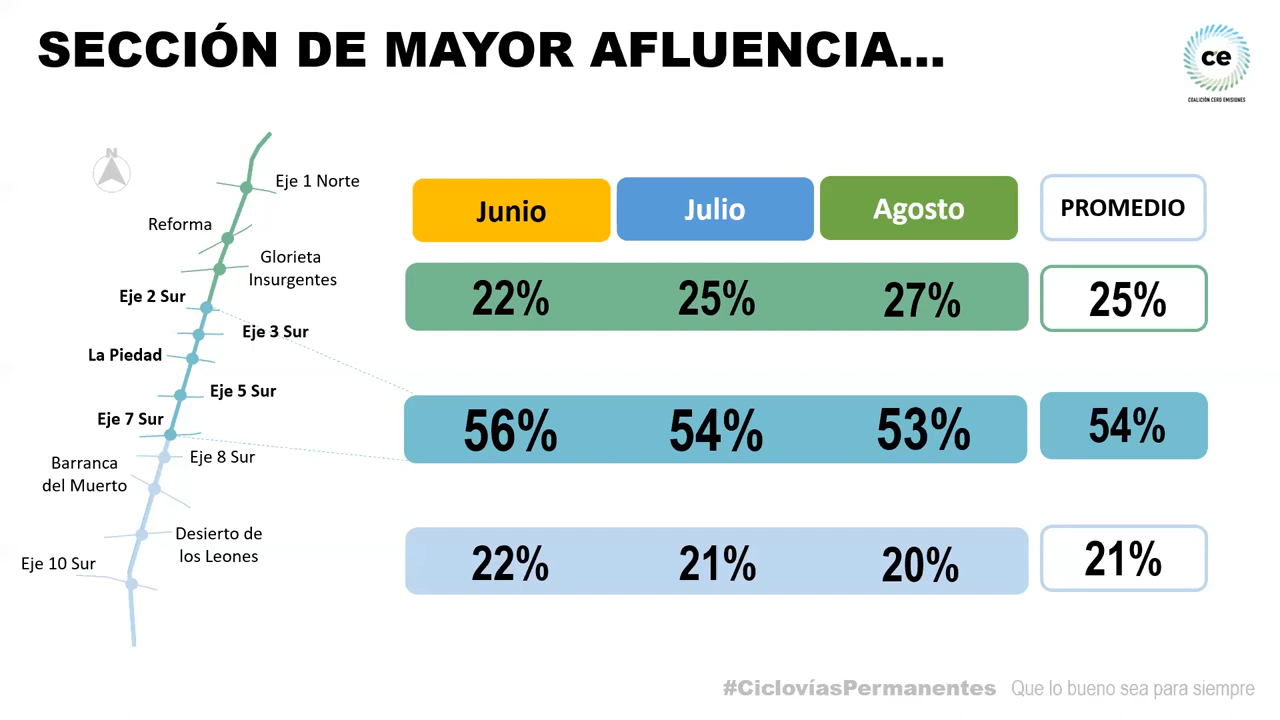 SECCIÓN DE MAYOR AFLUENCIA...
ce
COALICIÓN CERO EMISIONES
N
Eje 1 Norte
Reforma
Glorieta
Insurgentes
Eje 2 Sur
Eje 3 Sur
La Piedad
Eje 5 Sur
Eje 7 Sur
Eje 8 Sur
Barranca
del Muerto
Desierto de
los Leones
Eje 10 Sur
Junio Julio Agosto PROMEDIO
22% 25% 27% 25%
56% 54% 53% 54%
22% 21% 20% 21%
#CiclovíasPermanentes Que lo bueno sea para siempre